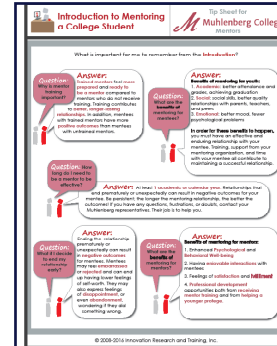 Introduction to Mentoring
a College Student
Tip Sheet for
Muhlenberg College
Mentors
What is important for me to remember from the Introduction?
Question:
Why is mentor
training
important?
Answer:
Trained mentors feel more
prepared and ready to
be a mentor compared to
mentors who do not receive
training. Training contributes
to
relationships. In addition, mentees
with trained mentors have more
positive outcomes than mentees
with untrained mentors.
Question:
What are the
benefits of
mentoring for
mentees?
Answer:
Benefits of mentoring for youth:
1. Academic: better attendance and
grades, achieving graduation
2. Social: social skills, better quality
relationships with parents, teachers,
and peers
3. Emotional: better mood, fewer
psychological problems
In order for these benefits to happen,
you must have an effective and
enduring relationship with your
mentee. Training, support from your
mentoring organization, and time
with your mentee all contribute to
maintaining a successful relationship.
Question: How
long do I need to
be a mentor to be
effective?
Answer: At least 1 academic or calendar year. Relationships that
end prematurely or unexpectedly can result in negative outcomes for your
mentee. Be persistent; the longer the mentoring relationship, the better the
outcomes! If you have any questions, frustrations, or doubts, contact your
Muhlenberg representatives. Their job is to help you.
Question:
What if I decide
to end my
relationship
early?
Answer:
Ending the relationship
prematurely or
unexpectedly can result
in negative outcomes
for mentees. Mentees
may feel embarrassed
or rejected and can end
up having lower feelings
of self-worth. They may
also express feelings
of disappointment, or
even abandonment,
wondering if they did
something wrong.
Question:
What are the
benefits of
mentoring for
mentors?
Answer:
Benefits of mentoring for mentors:
1. Enhanced Psychological and
Behavioral Well-being
2. Having enjoyable interactions with
mentees
3. Feelings of satisfaction and
4. Professional development
opportunities both from receiving
mentor training and from helping a
younger protege.
© 2008-2016 Innovation Research and Training, Inc.